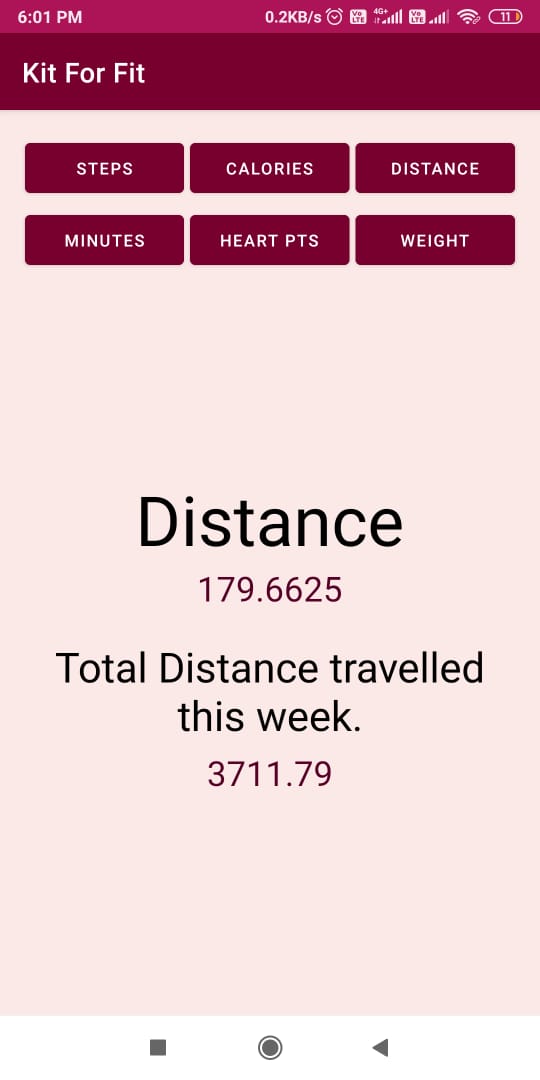 6:01 PM 0.2KB/s Vo LTE 4G+ Vo LTE 11
Kit For Fit
STEPS CALORIES DISTANCE
MINUTES HEART PTS WEIGHT
Distance
179.6625
Total Distance travelled
this week.
3711.79